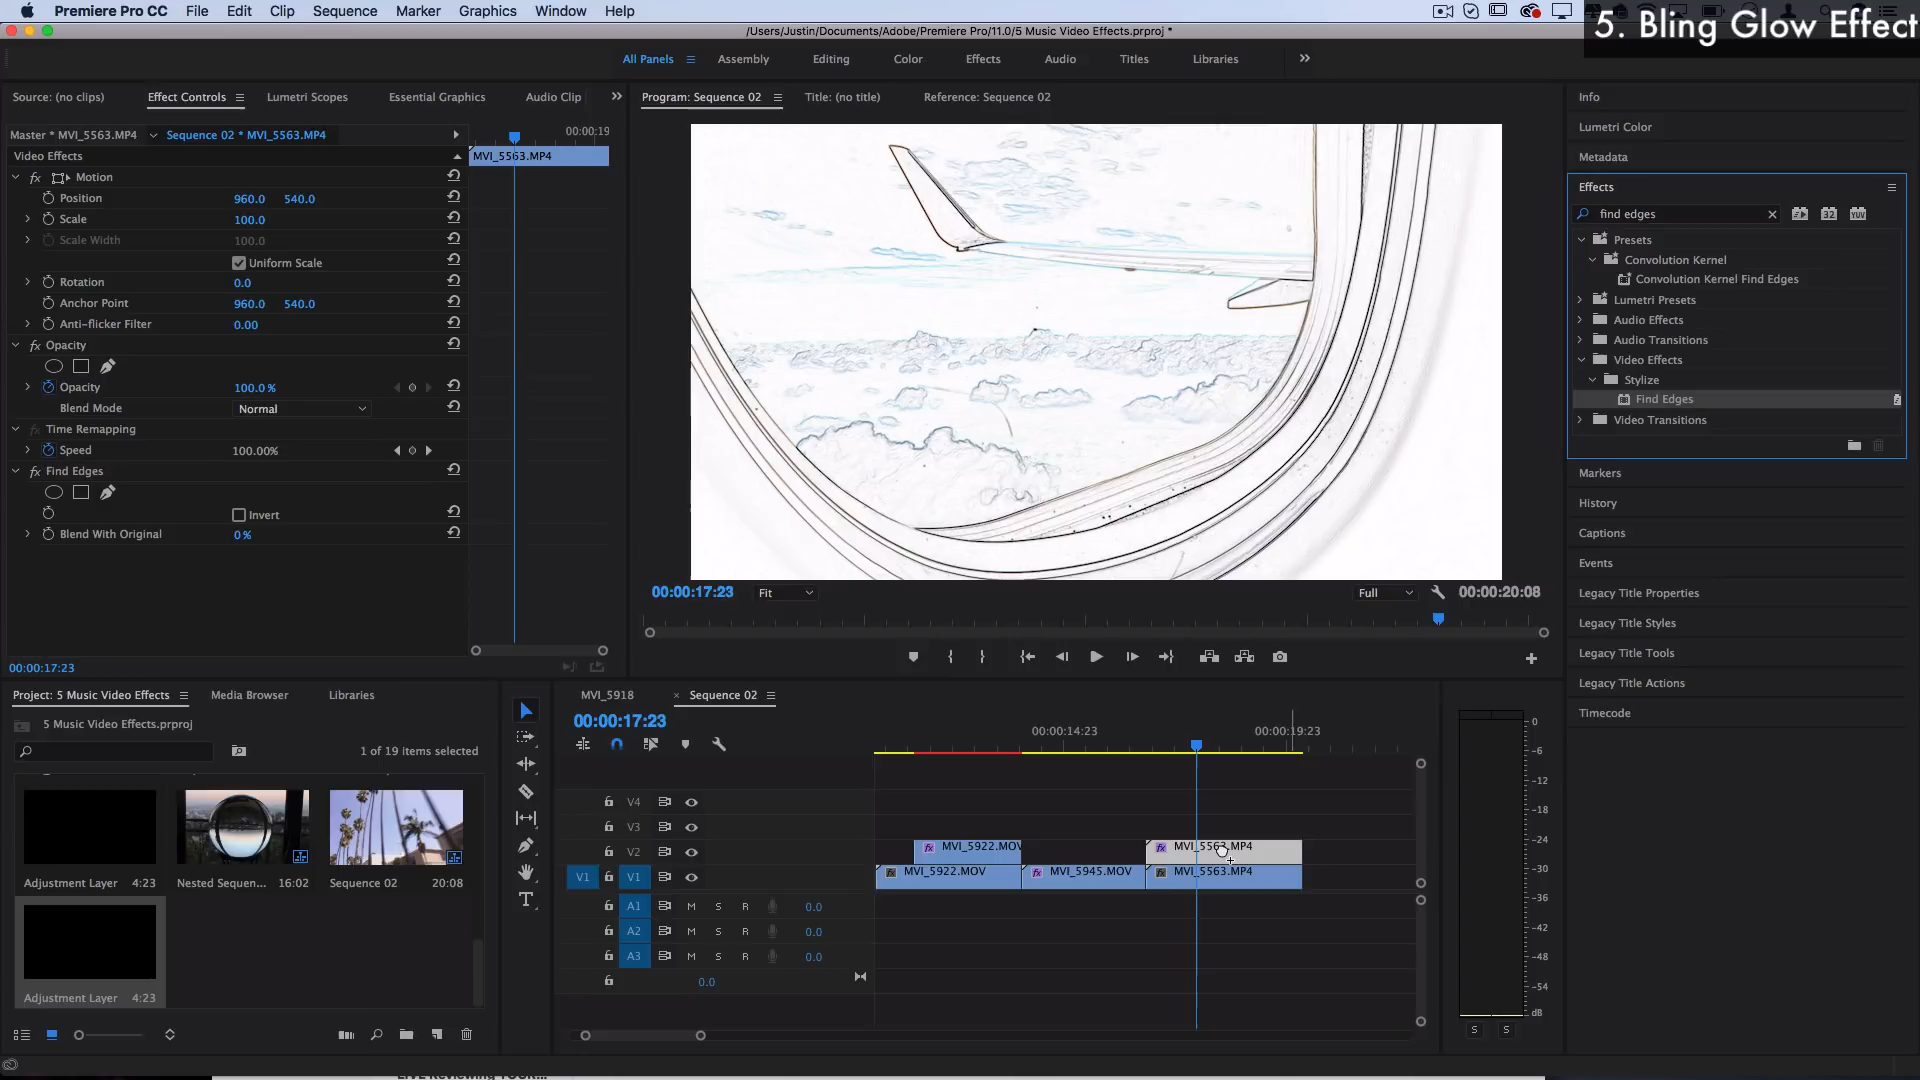 Premiere Pro CC File Edit Clip Sequence Marker Graphics Window Help
5. Bling Glow Effect
/Users/Justin/Documents/Adobe/Premiere Pro/11.0/5 Music Video Effects.prproj *
All Panels Assembly Editing Color Effects Audio Titles Libraries
Source: (no clips) Effect Controls Lumetri Scopes Essential Graphics Audio Clip
Master * MVI_5563.MP4 Sequence 02 * MVI_5563.MP4
00:00:19
Video Effects
MVI_5563.MP4
fx Motion
Position 960.0 540.0
Scale 100.0
Scale Width 100.0
Uniform Scale
Rotation 0.0
Anchor Point 960.0 540.0
Anti-flicker Filter 0.00
fx Opacity
Opacity 100.0 %
Blend Mode Normal
fx Time Remapping
Speed 100.00%
fx Find Edges
Invert
Blend With Original 0 %
00:00:17:23
Program: Sequence 02 Title: (no title) Reference: Sequence 02
00:00:17:23 Fit Full 00:00:20:08
Info
Lumetri Color
Metadata
Effects
find edges
32 YUV
Presets
Convolution Kernel
Convolution Kernel Find Edges
Lumetri Presets
Audio Effects
Audio Transitions
Video Effects
Stylize
Find Edges
Video Transitions
Markers
History
Captions
Events
Legacy Title Properties
Legacy Title Styles
Legacy Title Tools
Legacy Title Actions
Timecode
Project: 5 Music Video Effects Media Browser Libraries
5 Music Video Effects.prproj
1 of 19 items selected
Adjustment Layer 4:23
Nested Sequen... 16:02
Sequence 02 20:08
Adjustment Layer 4:23
T
MVI_5918 × Sequence 02
00:00:17:23
00:00:14:23 00:00:19:23
V4
V3
V2 fx MVI_5922.MOV fx MVI_5563.MP4
V1 V1 fx MVI_5922.MOV fx MVI_5945.MOV fx MVI_5563.MP4
A1 M S R 0.0
A2 M S R 0.0
A3 M S R 0.0
0.0
0
-6
-12
-18
-24
-30
-36
-42
-48
-54
dB
S S